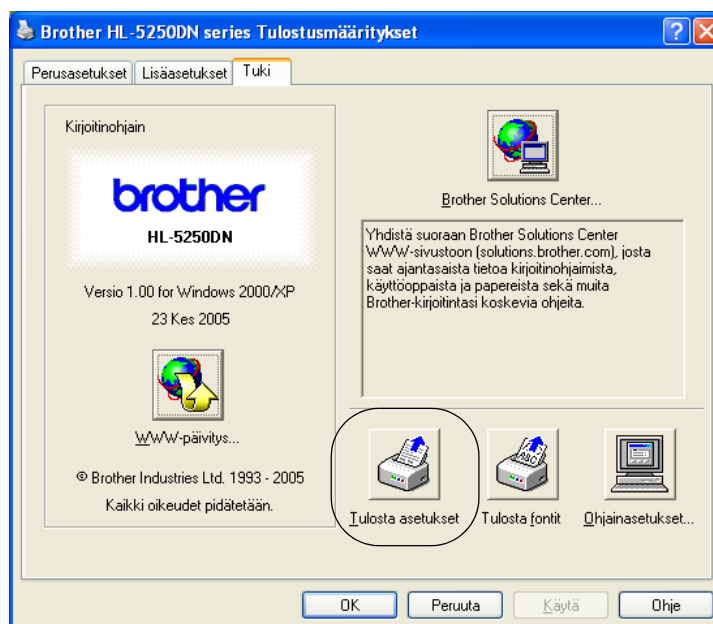 Brother HL-5250DN series Tulostusmääritykset
Perusasetukset Lisäasetukset Tuki
Kirjoitinohjain
brother
HL-5250DN
Versio 1.00 for Windows 2000/XP
23 Kes 2005
WWW-päivitys...
© Brother Industries Ltd. 1993 - 2005
Kaikki oikeudet pidätetään.
Brother Solutions Center...
Yhdistä suoraan Brother Solutions Center
WWW-sivustoon (solutions.brother.com), josta
saat ajantasaista tietoa kirjoitinohjaimista,
käyttöoppaista ja papereista sekä muita
Brother-kirjoitintasi koskevia ohjeita.
Tulosta asetukset Tulosta fontit Ohjainasetukset...
OK Peruuta Käytä Ohje